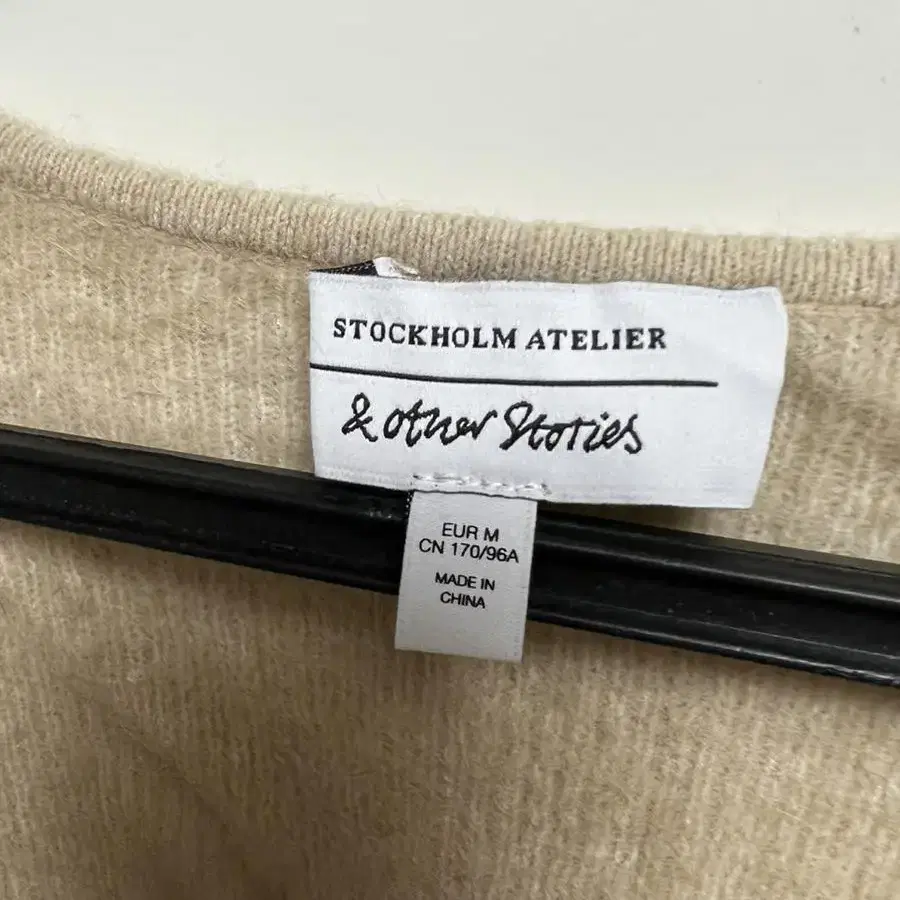 STOCKHOLM ATELIER
& other Stories
EUR M
CN 170/96A
MADE IN
CHINA